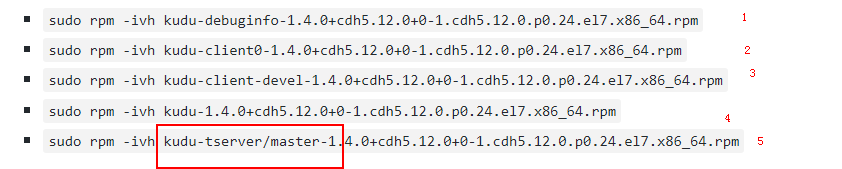 sudo rpm -ivh kudu-debuginfo-1.4.0+cdh5.12.0+0-1.cdh5.12.0.p0.24.el7.x86_64.rpm 1
sudo rpm -ivh kudu-client0-1.4.0+cdh5.12.0+0-1.cdh5.12.0.p0.24.el7.x86_64.rpm 2
sudo rpm -ivh kudu-client-devel-1.4.0+cdh5.12.0+0-1.cdh5.12.0.p0.24.el7.x86_64.rpm 3
sudo rpm -ivh kudu-1.4.0+cdh5.12.0+0-1.cdh5.12.0.p0.24.el7.x86_64.rpm 4
sudo rpm -ivh kudu-tserver/master-1.4.0+cdh5.12.0+0-1.cdh5.12.0.p0.24.el7.x86_64.rpm 5